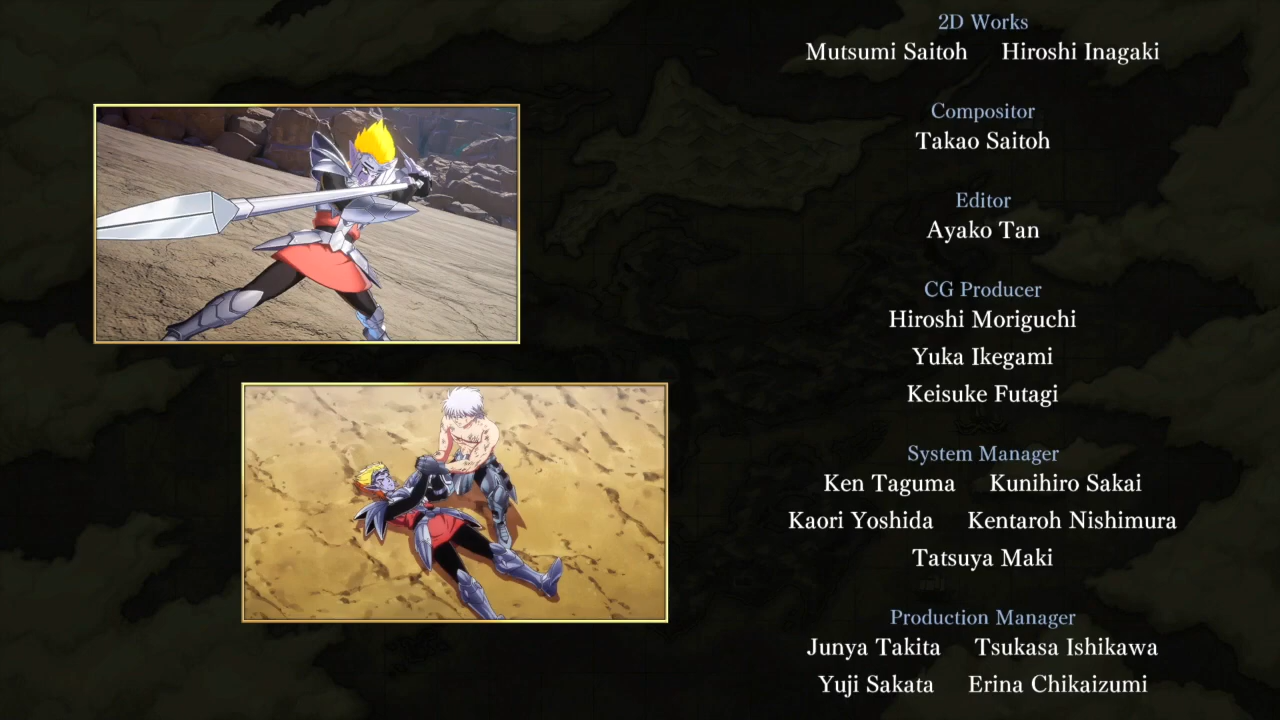 2D Works
Mutsumi Saitoh Hiroshi Inagaki
Compositor
Takao Saitoh
Editor
Ayako Tan
CG Producer
Hiroshi Moriguchi
Yuka Ikegami
Keisuke Futagi
System Manager
Ken Taguma Kunihiro Sakai
Kaori Yoshida Kentaroh Nishimura
Tatsuya Maki
Production Manager
Junya Takita Tsukasa Ishikawa
Yuji Sakata Erina Chikaizumi